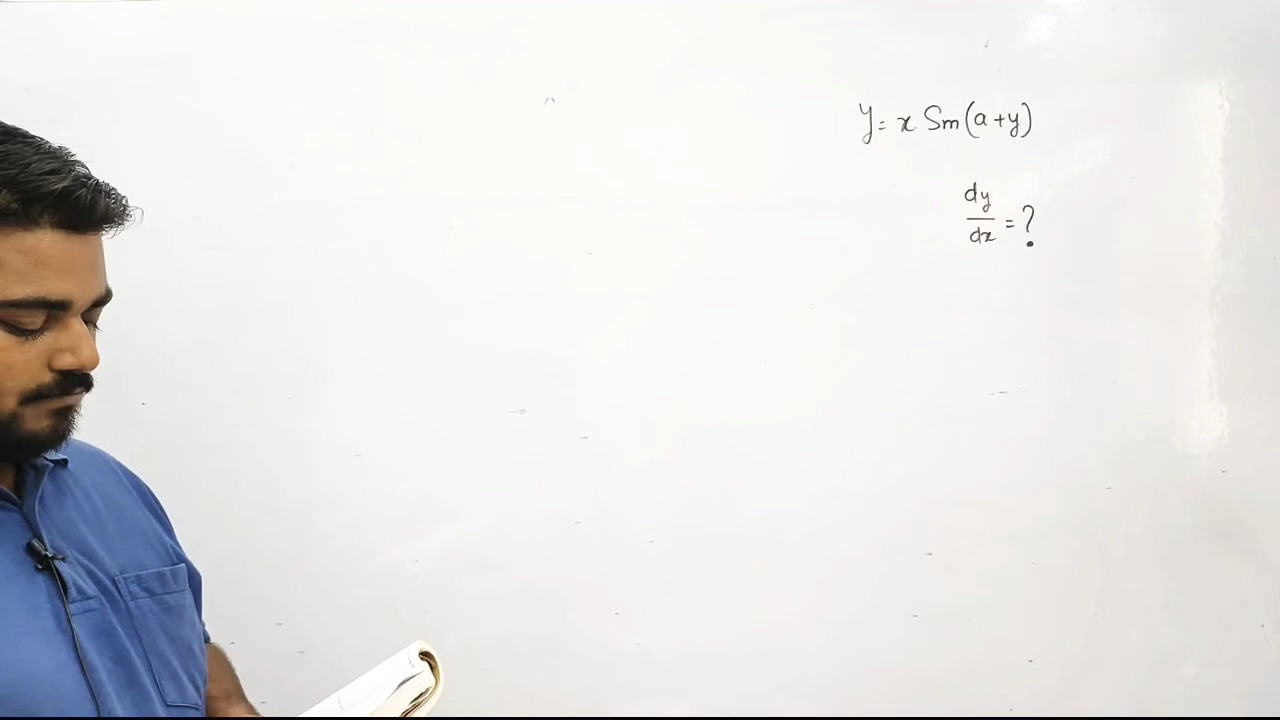 y = x Sin(a+y)
dy
dx = ?